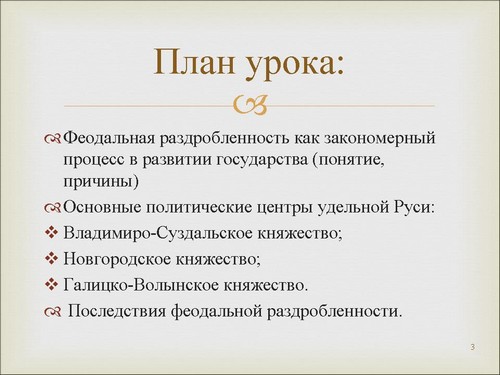 План урока:
Феодальная раздробленность как закономерный
процесс в развитии государства (понятие,
причины)
Основные политические центры удельной Руси:
Владимиро-Суздальское княжество;
Новгородское княжество;
Галицко-Волынское княжество.
Последствия феодальной раздробленности.
3